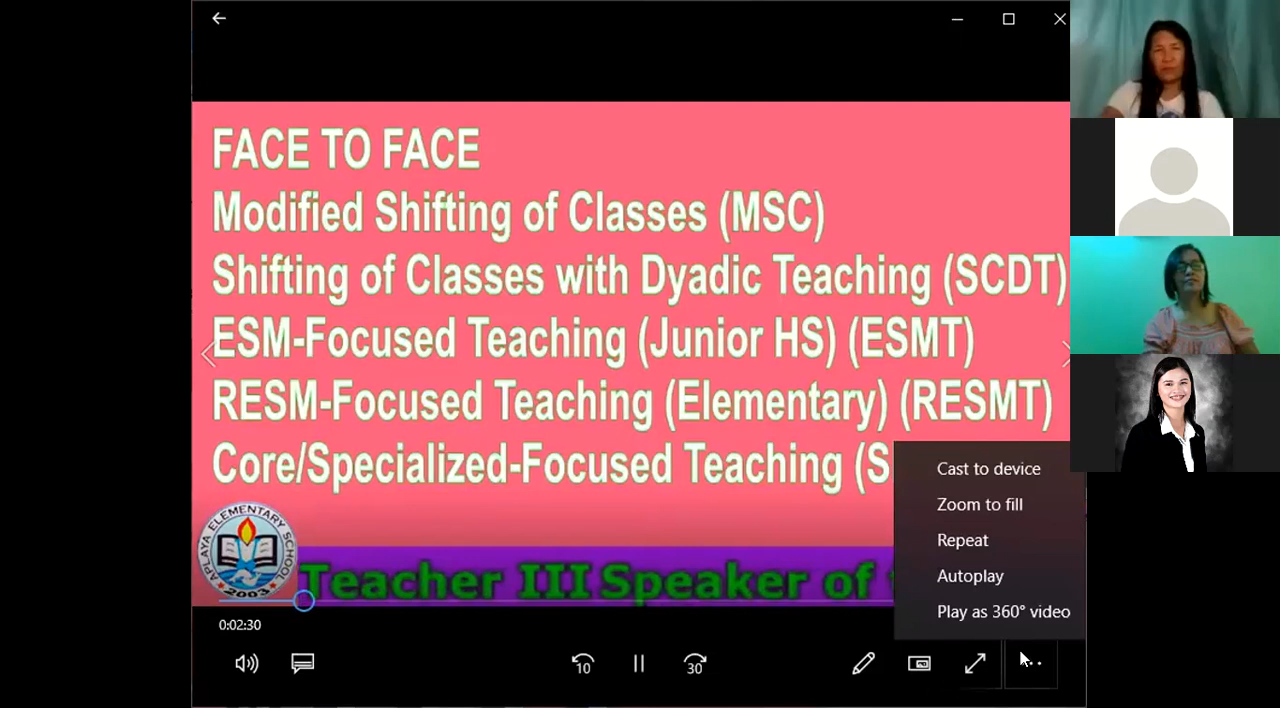 FACE TO FACE
Modified Shifting of Classes (MSC)
Shifting of Classes with Dyadic Teaching (SCDT)
ESM-Focused Teaching (Junior HS) (ESMT)
RESM-Focused Teaching (Elementary) (RESMT)
Core/Specialized-Focused Teaching (S
Cast to device
Zoom to fill
Repeat
Autoplay
Play as 360° video
APLAYA ELEMENTARY SCHOOL
2003
Teacher III Speaker of
0:02:30
10
30